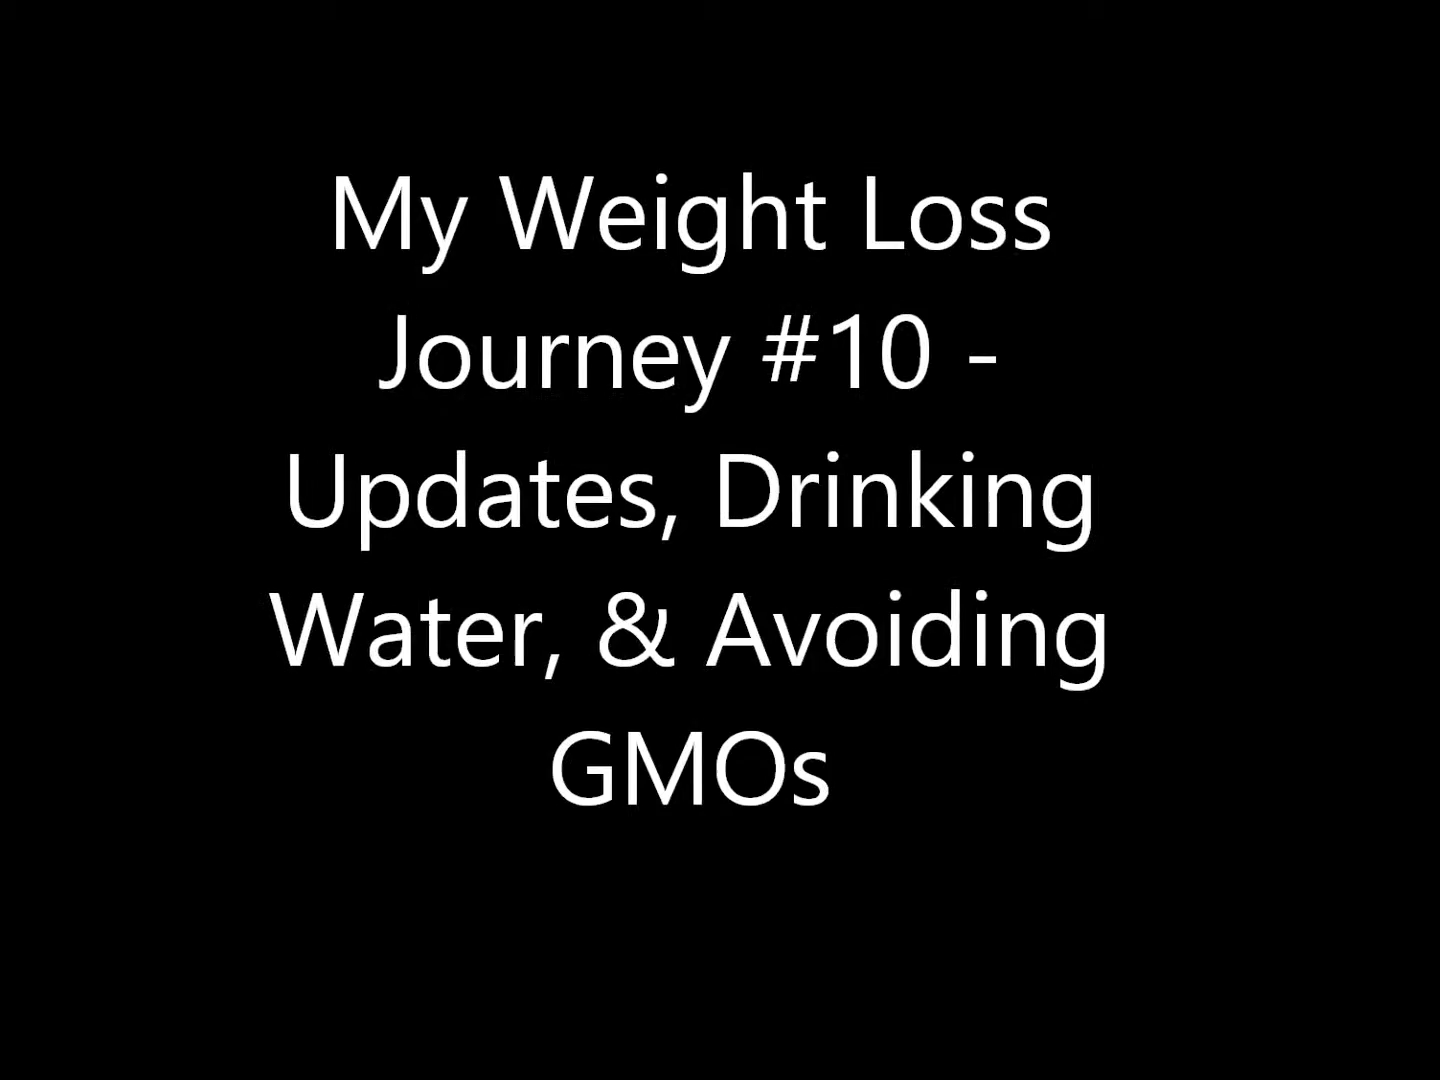 My Weight Loss
Journey #10 -
Updates, Drinking
Water, & Avoiding
GMOs